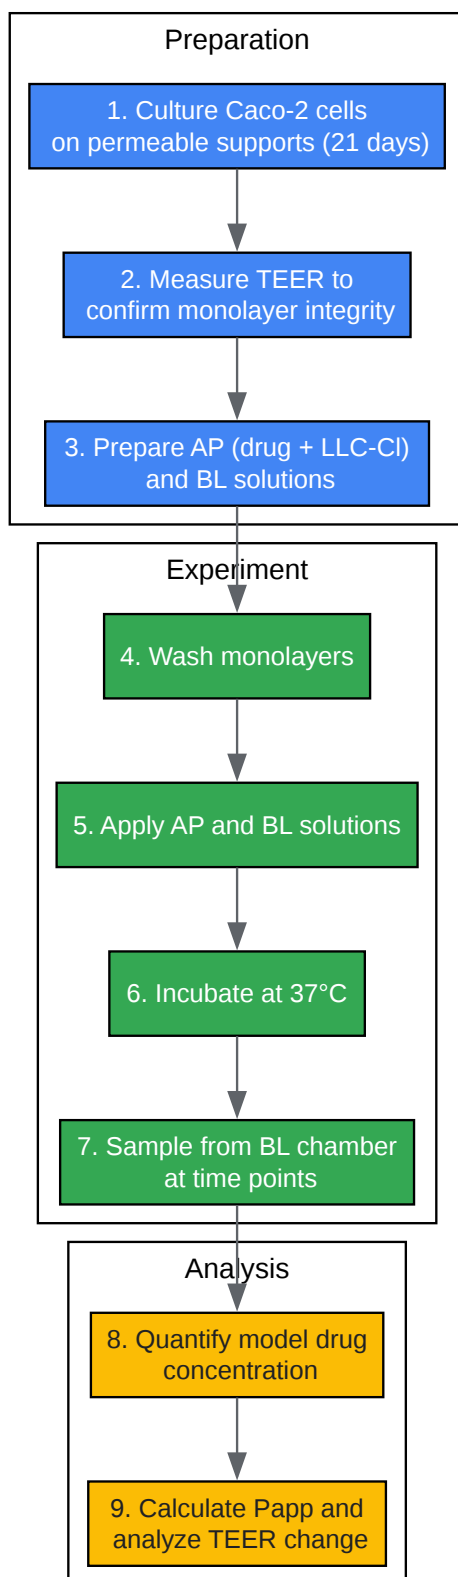 Preparation
1. Culture Caco-2 cells
on permeable supports (21 days)
2. Measure TEER to
confirm monolayer integrity
3. Prepare AP (drug + LLC-Cl)
and BL solutions
Experiment
4. Wash monolayers
5. Apply AP and BL solutions
6. Incubate at 37°C
7. Sample from BL chamber
at time points
Analysis
8. Quantify model drug
concentration
9. Calculate Papp and
analyze TEER change